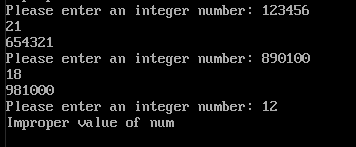 Please enter an integer number: 123456
21
654321
Please enter an integer number: 890100
18
981000
Please enter an integer number: 12
Improper value of num